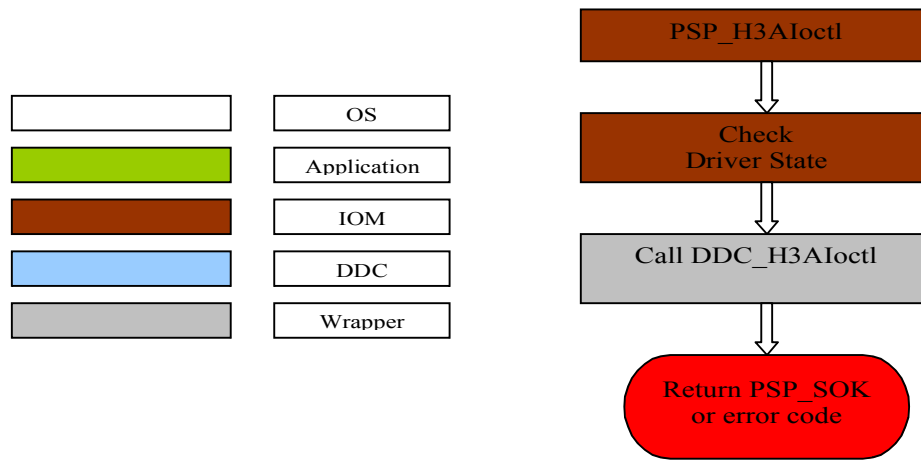 OS
Application
IOM
DDC
Wrapper
PSP_H3AIoctl
Check
Driver State
Call DDC_H3AIoctl
Return PSP_SOK
or error code